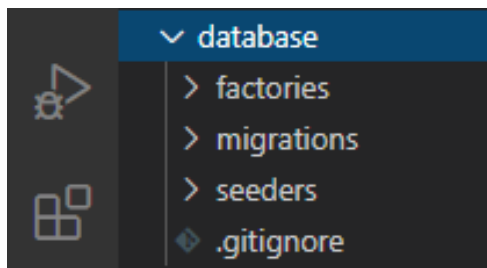 database
factories
migrations
seeders
.gitignore